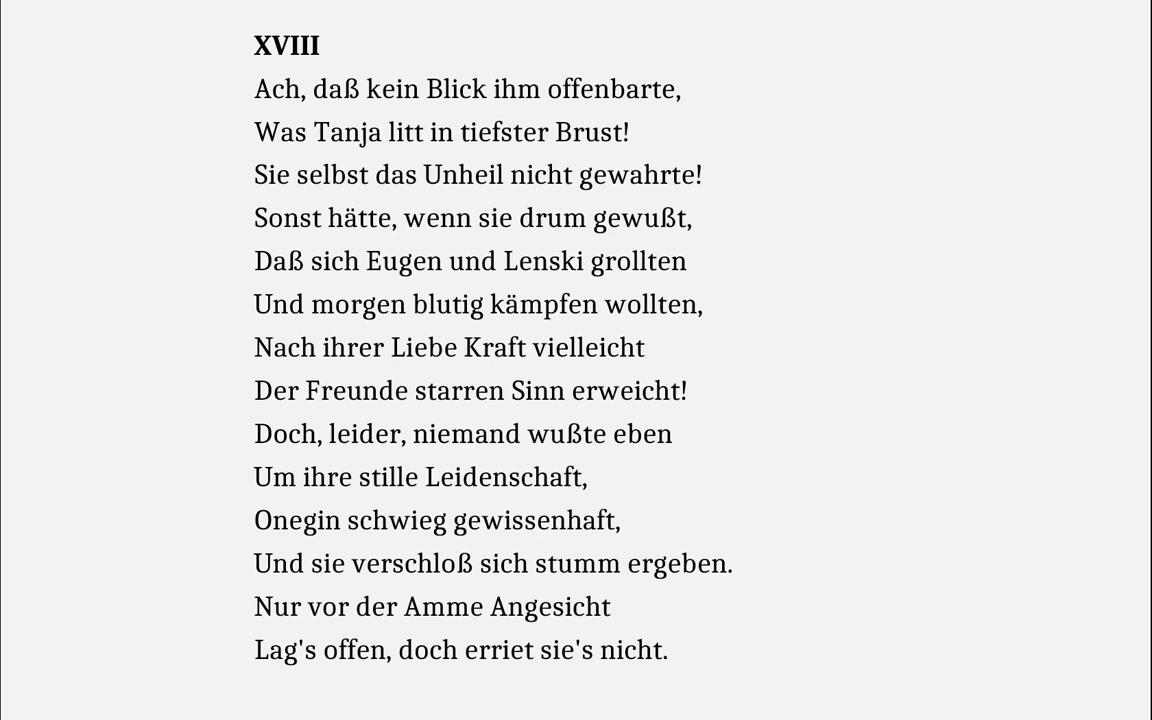 XVIII
Ach, daß kein Blick ihm offenbarte,
Was Tanja litt in tiefster Brust!
Sie selbst das Unheil nicht gewahrte!
Sonst hätte, wenn sie drum gewußt,
Daß sich Eugen und Lenski grollten
Und morgen blutig kämpfen wollten,
Nach ihrer Liebe Kraft vielleicht
Der Freunde starren Sinn erweicht!
Doch, leider, niemand wußte eben
Um ihre stille Leidenschaft,
Onegin schwieg gewissenhaft,
Und sie verschloß sich stumm ergeben.
Nur vor der Amme Angesicht
Lag's offen, doch erriet sie's nicht.